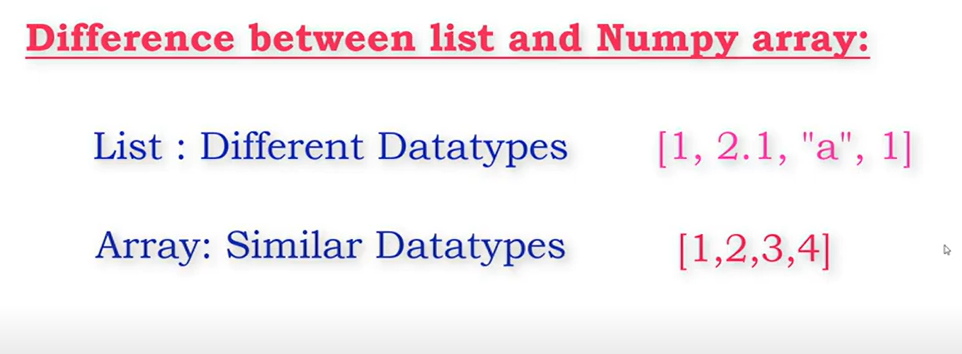 Difference between list and Numpy array:
List : Different Datatypes [1, 2.1, "a", 1]
Array: Similar Datatypes [1,2,3,4]